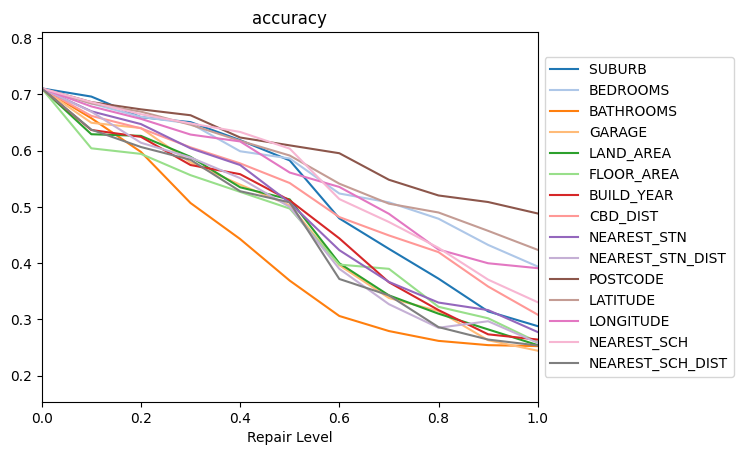 accuracy
0.8
0.7
0.6
0.5
0.4
0.3
0.2
0.0 0.2 0.4 0.6 0.8 1.0
Repair Level
SUBURB
BEDROOMS
BATHROOMS
GARAGE
LAND_AREA
FLOOR_AREA
BUILD_YEAR
CBD_DIST
NEAREST_STN
NEAREST_STN_DIST
POSTCODE
LATITUDE
LONGITUDE
NEAREST_SCH
NEAREST_SCH_DIST